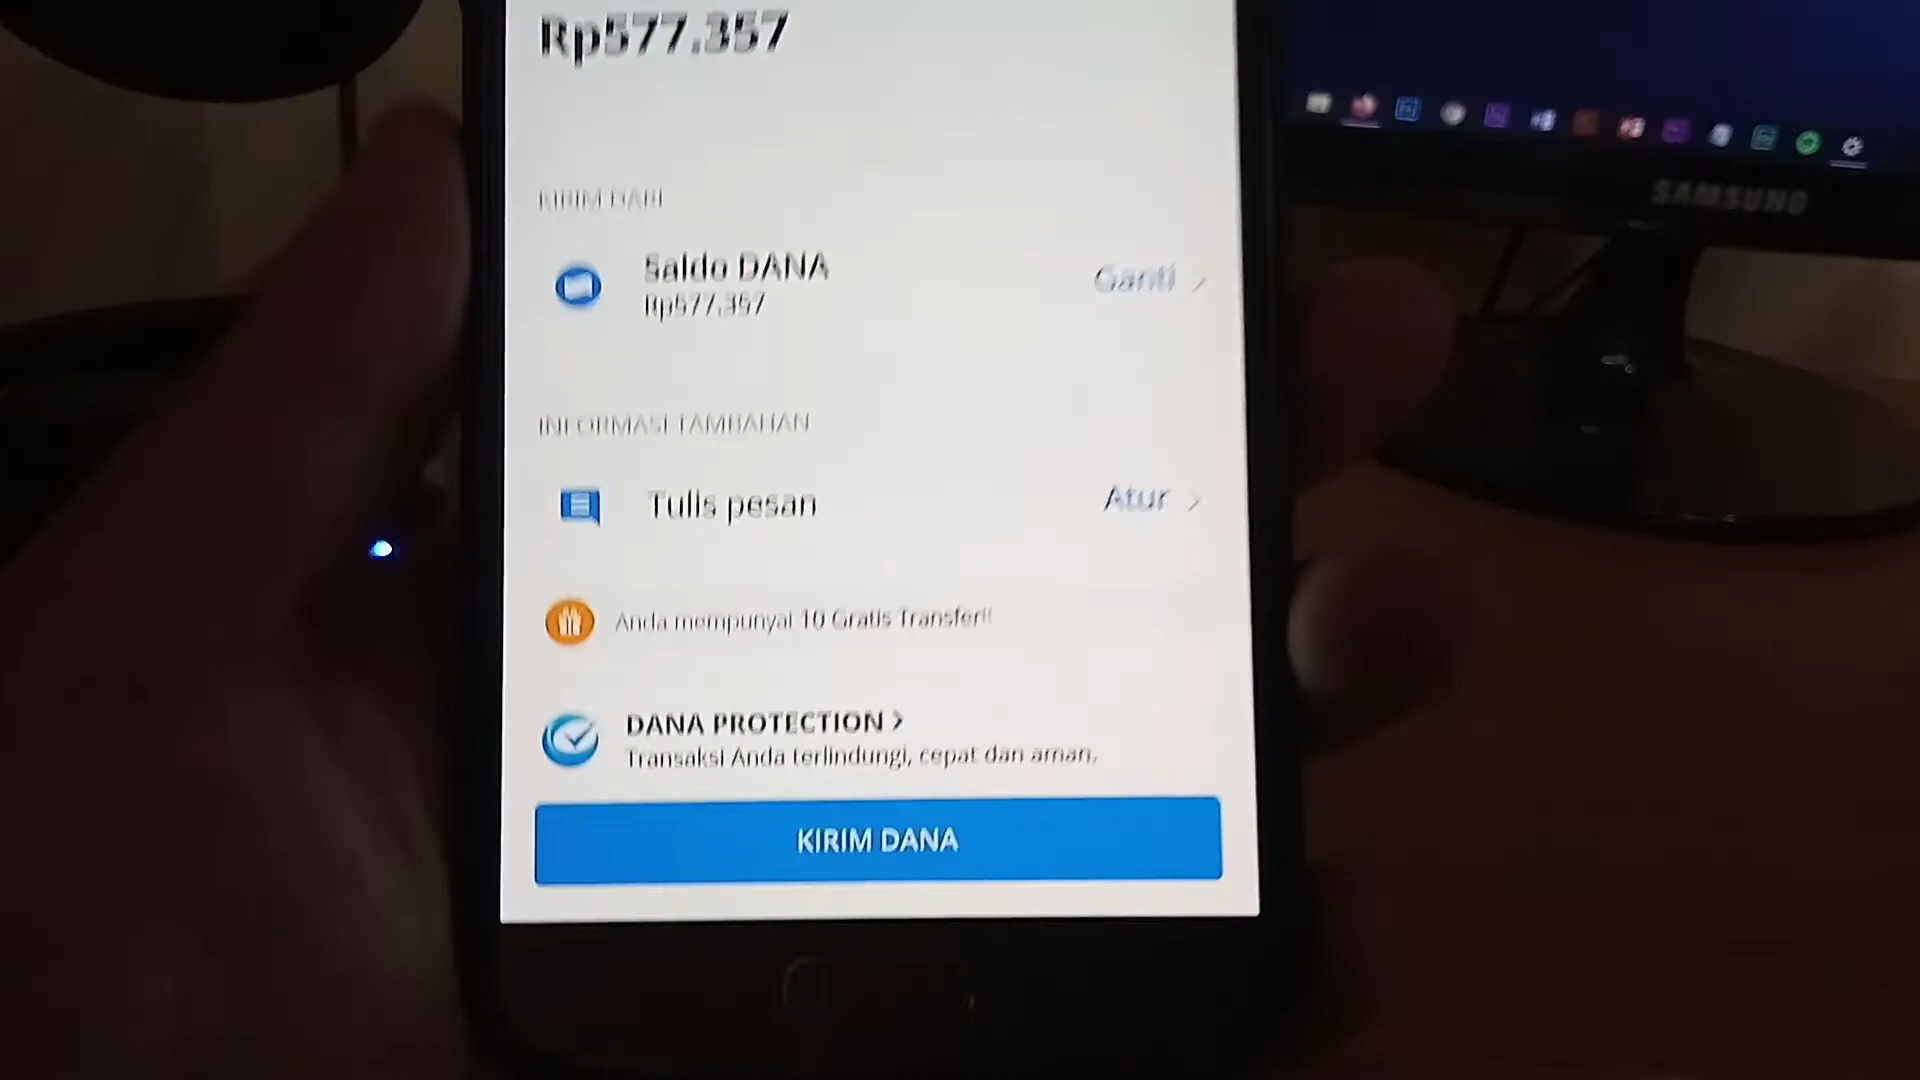 Rp577.357
KIRIM DARI
Saldo DANA
Ganti >
Rp577.357
INFORMASI TAMBAHAN
Tulis pesan
Atur >
Anda mempunyai 10 Gratis Transfer!!
DANA PROTECTION >
Transaksi Anda terlindungi, cepat dan aman.
KIRIM DANA
SAMSUNG